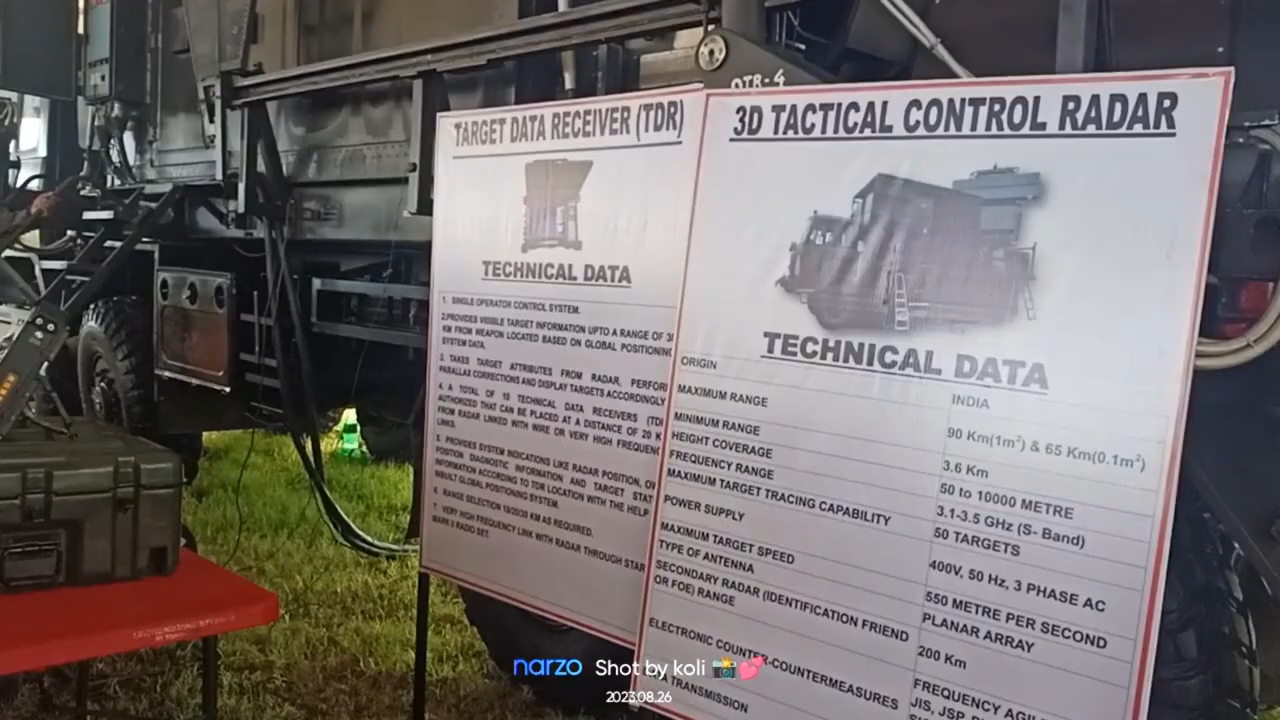 OTR-4
TARGET DATA RECEIVER (TDR)
TECHNICAL DATA
1. SINGLE OPERATOR CONTROL SYSTEM.
2.PROVIDES VISIBLE TARGET INFORMATION UPTO A RANGE OF
KM FROM WEAPON LOCATED BASED ON GLOBAL POSITIONING
SYSTEM DATA.
3. TAKES TARGET ATTRIBUTES FROM RADAR,
PARALLAX CORRECTIONS AND DISPLAY TARGETS ACCORDINGLY
4. A TOTAL OF 10 TECHNICAL DATA RECEIVERS
AUTHORIZED THAT CAN BE PLACED AT A DISTANCE OF 20
FROM RADAR LINKED WITH WIRE OR VERY HIGH
LINKS.
5. PROVIDES SYSTEM INDICATIONS LIKE RADAR POSITION,
POSITION DIAGNOSTIC INFORMATION AND TARGET
INFORMATION ACCORDING TO TDR LOCATION WITH THE HELP
INBUILT GLOBAL POSITIONING SYSTEM.
6. RANGE SELECTION 10/20/30 KM AS REQUIRED.
7. VERY HIGH FREQUENCY LINK WITH RADAR THROUGH STAR
MARK II RADIO SET.
3D TACTICAL CONTROL RADAR
TECHNICAL DATA
ORIGIN INDIA
MAXIMUM RANGE 90 Km(1m²) & 65 Km(0.1m²)
MINIMUM RANGE 3.6 Km
HEIGHT COVERAGE 50 to 10000 METRE
FREQUENCY RANGE 3.1-3.5 GHz (S- Band)
MAXIMUM TARGET TRACING CAPABILITY 50 TARGETS
POWER SUPPLY 400V, 50 Hz, 3 PHASE AC
MAXIMUM TARGET SPEED 550 METRE PER SECOND
TYPE OF ANTENNA PLANAR ARRAY
SECONDARY RADAR (IDENTIFICATION FRIEND
OR FOE) RANGE 200 Km
ELECTRONIC COUNTER-COUNTERMEASURES FREQUENCY
JIS, JSP,
TRANSMISSION
narzo Shot by koli 📸💕
2023.08.26